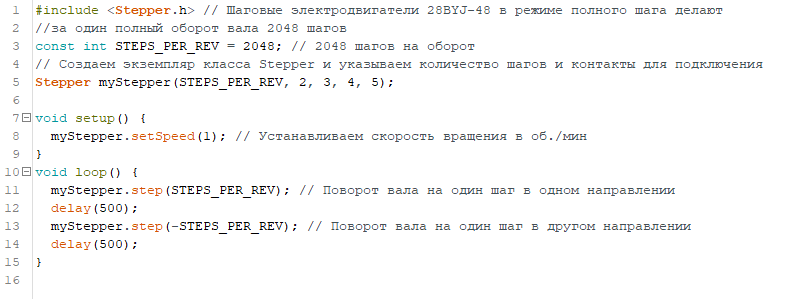 1 #include <Stepper.h> // Шаговые электродвигатели 28BYJ-48 в режиме полного шага делают
2 //за один полный оборот вала 2048 шагов
3 const int STEPS_PER_REV = 2048; // 2048 шагов на оборот
4 // Создаем экземпляр класса Stepper и указываем количество шагов и контакты для подключения
5 Stepper myStepper(STEPS_PER_REV, 2, 3, 4, 5);
6
7 void setup() {
8   myStepper.setSpeed(1); // Устанавливаем скорость вращения в об./мин
9 }
10 void loop() {
11   myStepper.step(STEPS_PER_REV); // Поворот вала на один шаг в одном направлении
12   delay(500);
13   myStepper.step(-STEPS_PER_REV); // Поворот вала на один шаг в другом направлении
14   delay(500);
15 }
16